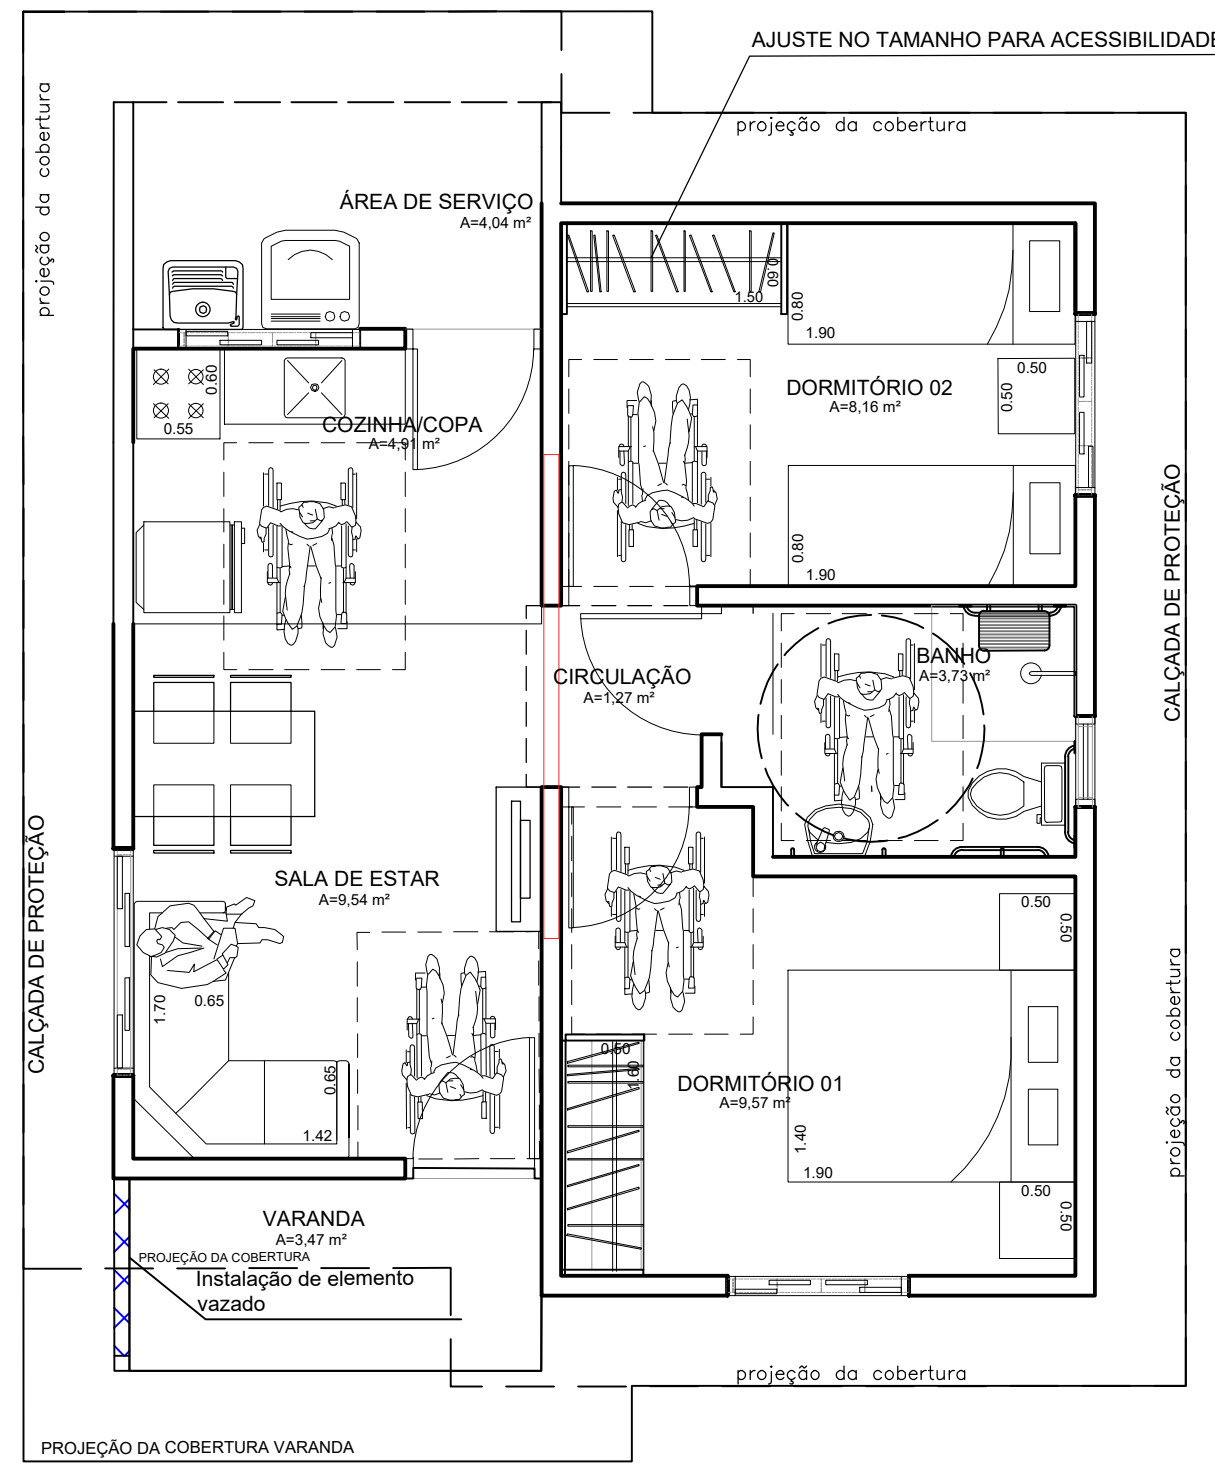 AJUSTE NO TAMANHO PARA ACESSIBILIDADE
projeção da cobertura
projeção da cobertura
ÁREA DE SERVIÇO
A=4,04 m²
0.60
1.50
0.80
1.90
0.50
0.50
DORMITÓRIO 02
A=8,16 m²
0.60
0.55
COZINHA/COPA
A=4,91 m²
0.80
1.90
CALÇADA DE PROTEÇÃO
CIRCULAÇÃO
A=1,27 m²
BANHO
A=3,73 m²
SALA DE ESTAR
A=9,54 m²
CALÇADA DE PROTEÇÃO
1.70
0.65
0.65
1.42
0.50
0.50
0.50
1.60
DORMITÓRIO 01
A=9,57 m²
1.40
1.90
0.50
0.50
projeção da cobertura
VARANDA
A=3,47 m²
PROJEÇÃO DA COBERTURA
Instalação de elemento
vazado
projeção da cobertura
PROJEÇÃO DA COBERTURA VARANDA